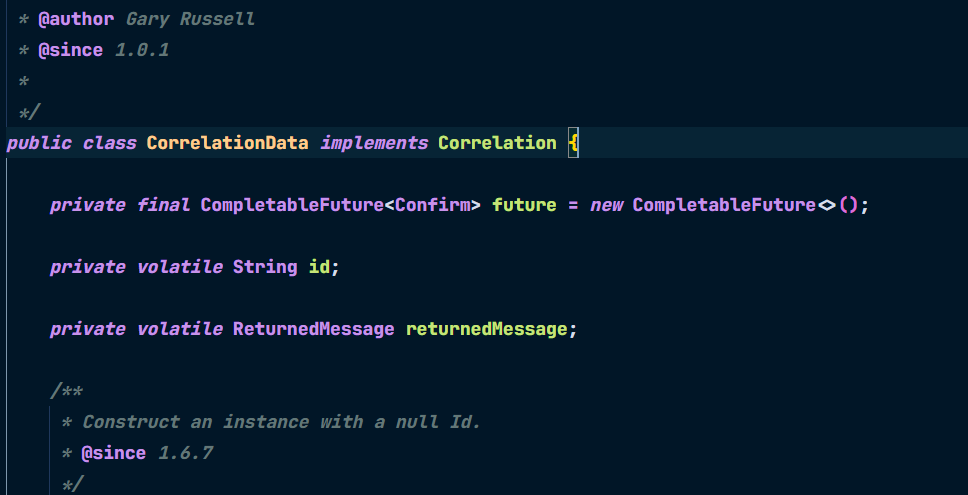 * @author Gary Russell
* @since 1.0.1
*
*/
public class CorrelationData implements Correlation {
private final CompletableFuture<Confirm> future = new CompletableFuture<>();
private volatile String id;
private volatile ReturnedMessage returnedMessage;
/**
* Construct an instance with a null Id.
* @since 1.6.7
*/